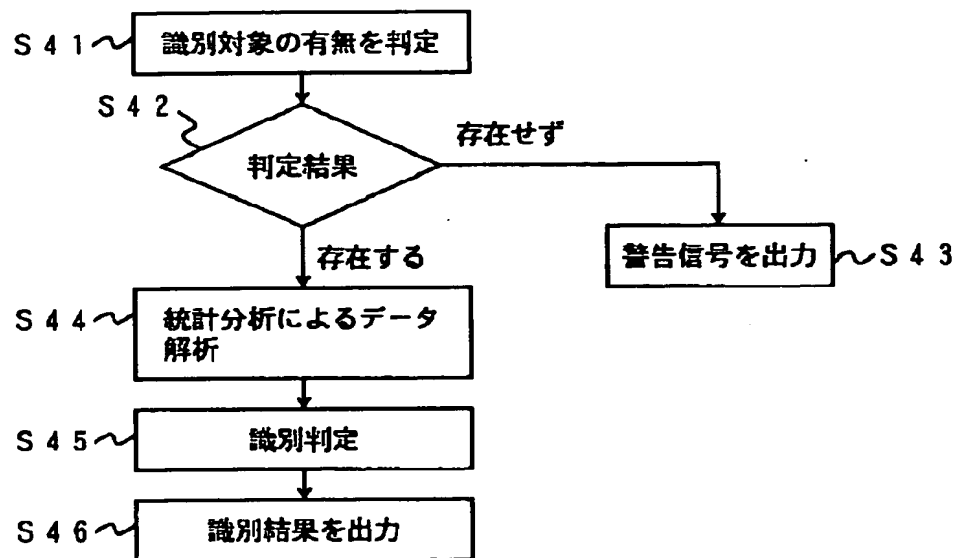 S41 識別対象の有無を判定
S42
判定結果
存在せず
存在する
警告信号を出力 S43
S44 統計分析によるデータ
解析
S45 識別判定
S46 識別結果を出力